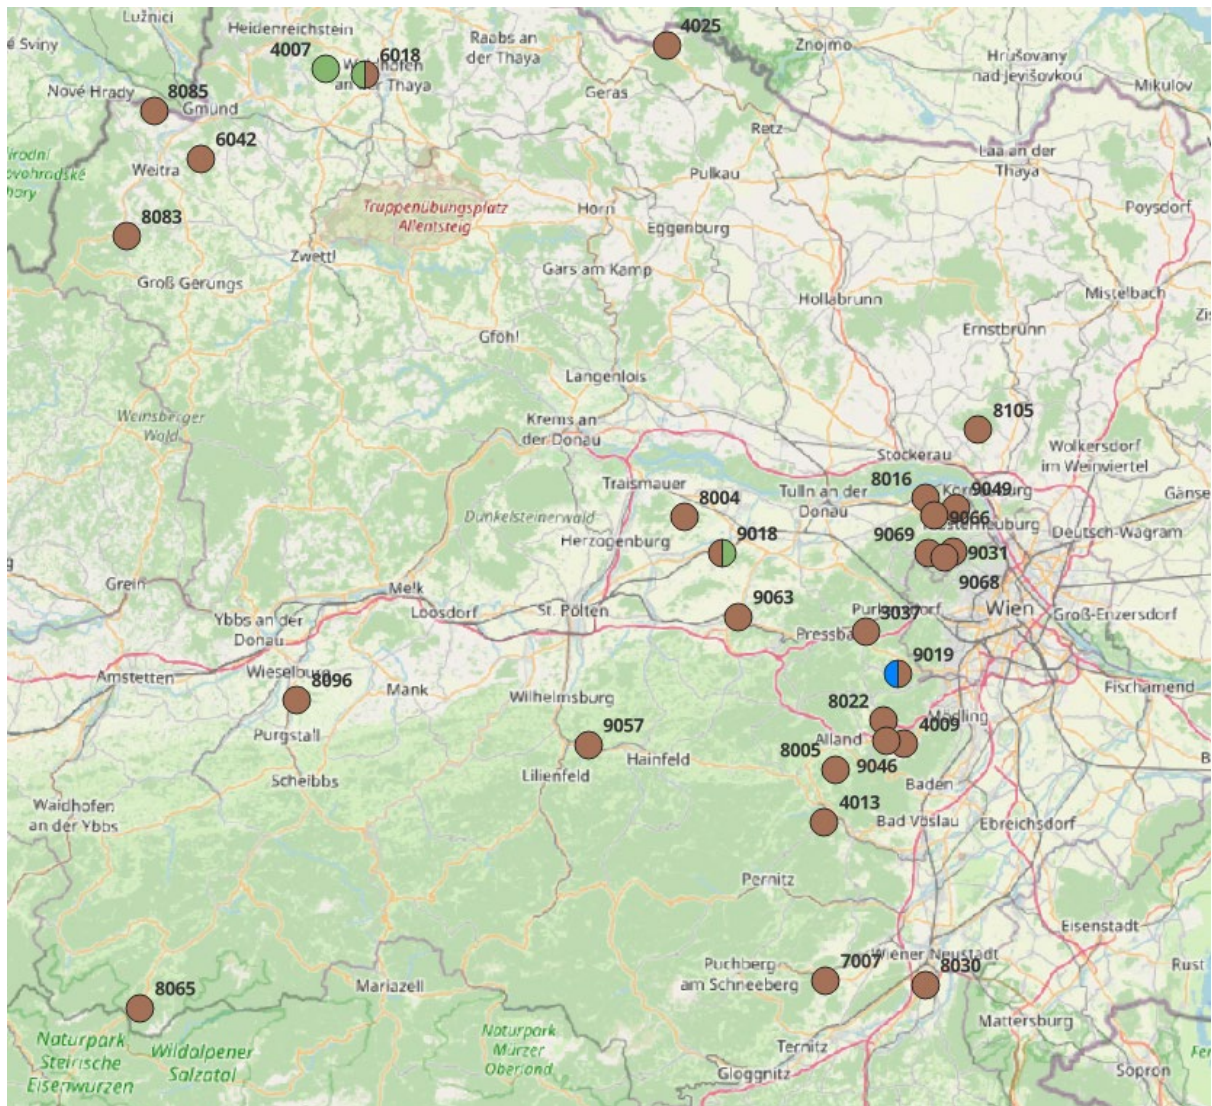 Lužnici
Heidenreichstein
4025
é Sviny
4007
6018
Raabs an
der Thaya
Znojmo
Hrušovany
nad Jevišovkou
an der Thaya
Nové Hrady
8085
Gmünd
Geras
Mikulov
6042
Retz
Weitra
Laa an der
Thaya
Pulkau
Truppenübungsplatz
Allentsteig
Horn
Poysdorf
8083
Eggenburg
Zwettl
Groß Gerungs
Gars am Kamp
Hollabrunn
Mistelbach
Ernstbrunn
Gföhl
Langenlois
Weinsberger
Wald
Krems an
der Donau
8105
Stockerau
Wolkersdorf
im Weinviertel
Traismauer
8016
Tulln an der
Donau
9049
8004
Dunkelsteinerwald
9066
Herzogenburg
9018
9069
9031
Deutsch-Wagram
9068
Grein
Melk
Ybbs an der
Donau
Loosdorf
St. Pölten
9063
3037
Wien
Groß-Enzersdorf
9019
Amstetten
Wieselburg
8096
Mank
Wilhelmsburg
Fischamend
8022
Mödling
9057
4009
Purgstall
Alland
Hainfeld
8005
9046
Scheibbs
Lilienfeld
Baden
Waidhofen
an der Ybbs
4013
Bad Vöslau
Ebreichsdorf
Pernitz
Eisenstadt
Puchberg
am Schneeberg
7007
Wiener Neustadt
8030
Rust
Mariazell
8065
Mattersburg
Naturpark
Steirische
Eisenwurzen
Wildalpener
Salzatal
Naturpark
Mürzer
Oberland
Ternitz
Gloggnitz
Sopron